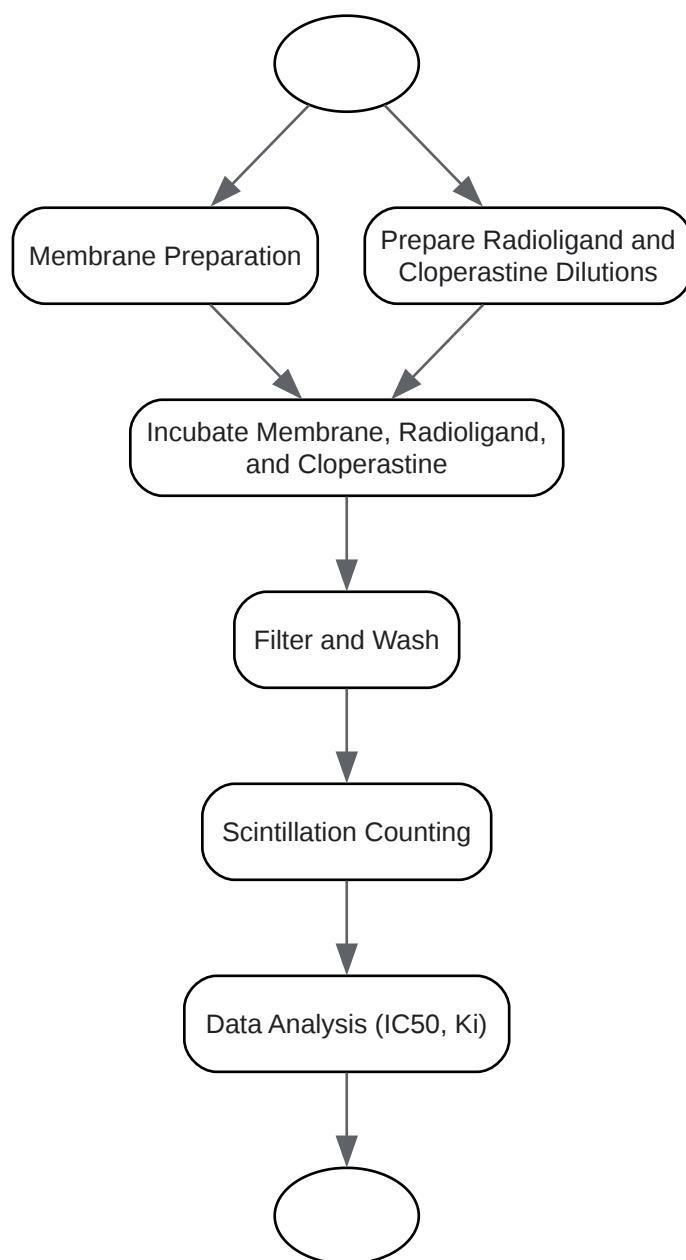 Membrane Preparation
Prepare Radioligand and
Cloperastine Dilutions
Incubate Membrane, Radioligand,
and Cloperastine
Filter and Wash
Scintillation Counting
Data Analysis (IC50, Ki)